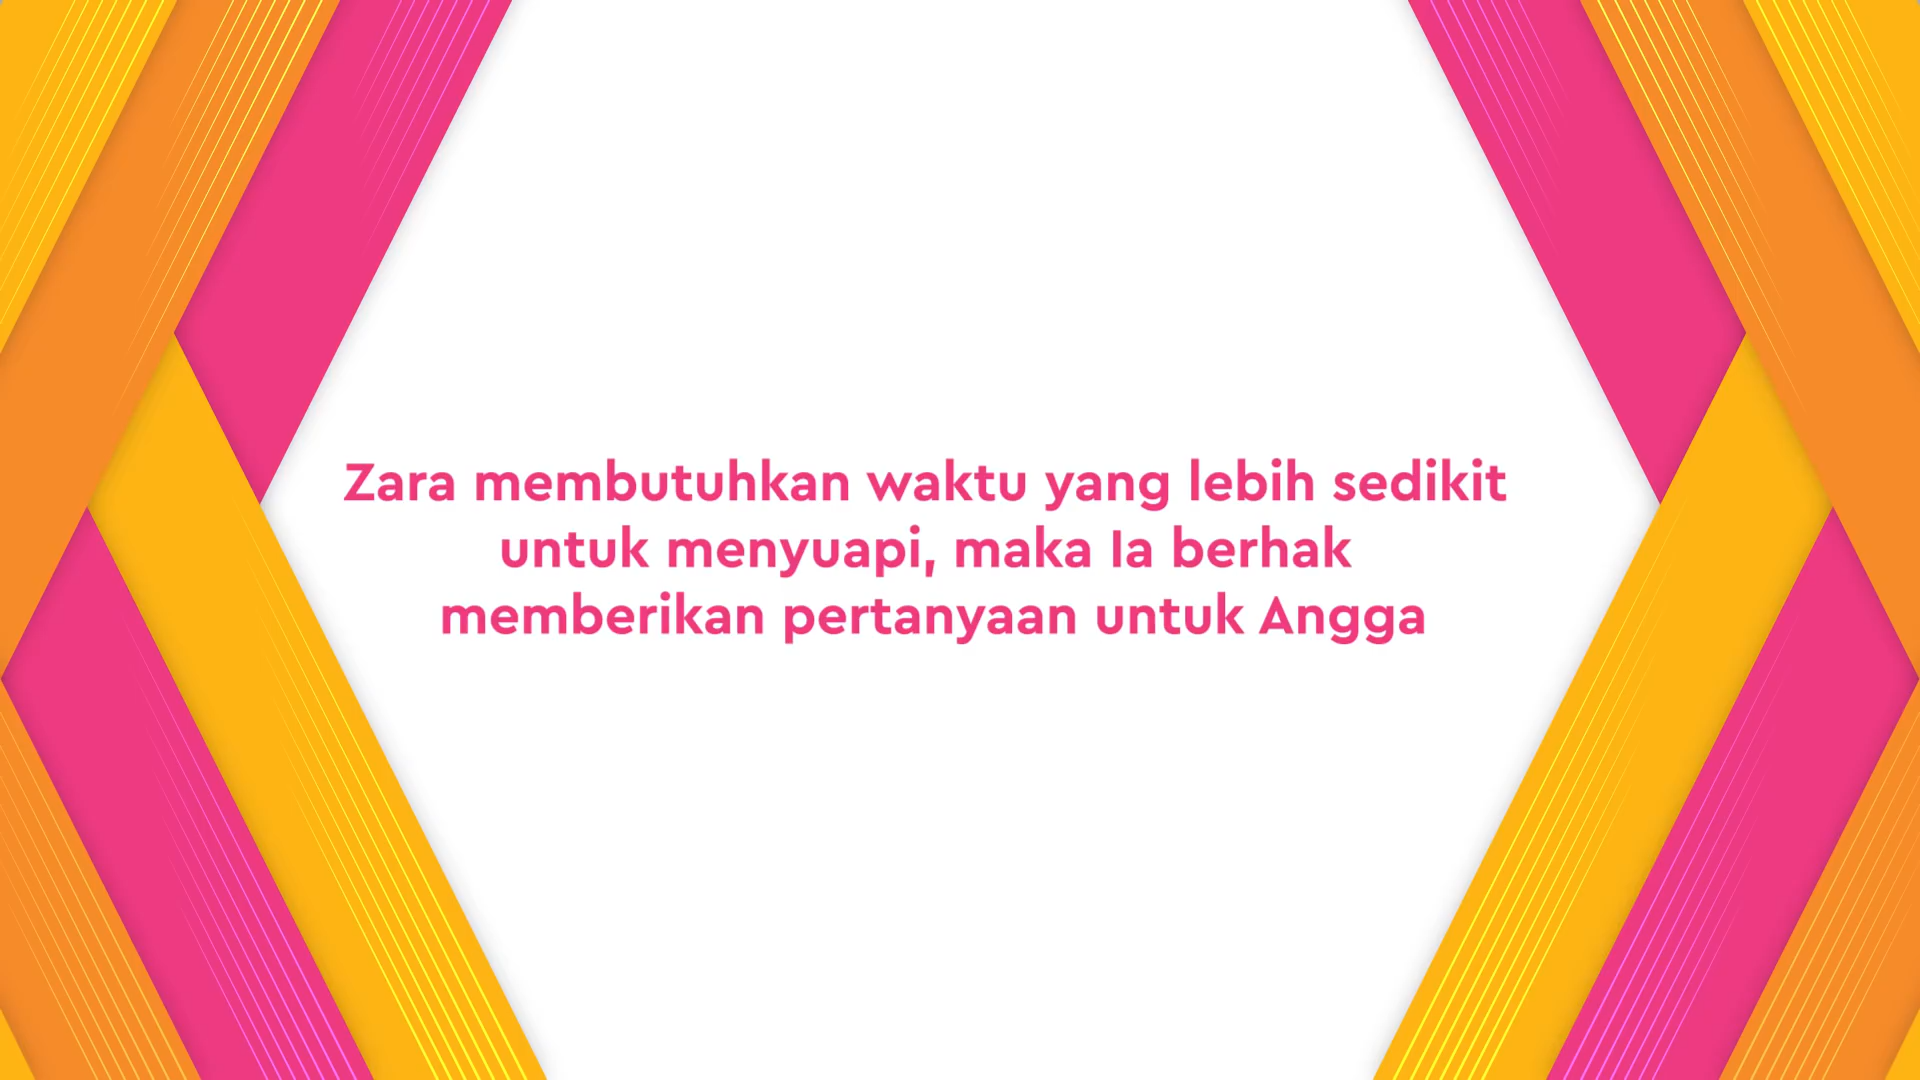 Zara membutuhkan waktu yang lebih sedikit
untuk menyuapi, maka Ia berhak
memberikan pertanyaan untuk Angga